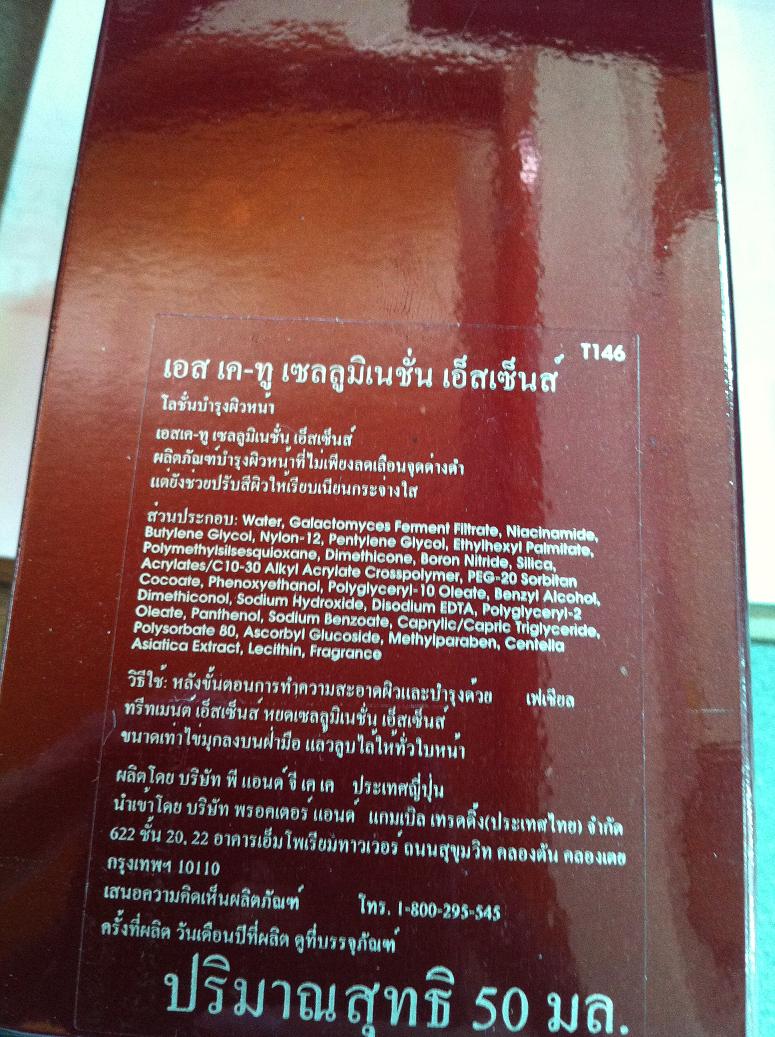 T146
เอส เค-ทู เซลลูมิเนชั่น เอ็สเซ็นส์
โลชั่นบำรุงผิวหน้า
เอสเค-ทู เซลลูมิเนชั่น เอ็สเซ็นส์
ผลิตภัณฑ์บำรุงผิวหน้าที่ไม่เพียงลดเลือนจุดด่างดำ
แต่ยังช่วยปรับสีผิวให้เรียบเนียนกระจ่างใส
ส่วนประกอบ: Water, Galactomyces Ferment Filtrate, Niacinamide,
Butylene Glycol, Nylon-12, Pentylene Glycol, Ethylhexyl Palmitate,
Polymethylsilsesquioxane, Dimethicone, Boron Nitride, Silica,
Acrylates/C10-30 Alkyl Acrylate Crosspolymer, PEG-20 Sorbitan
Cocoate, Phenoxyethanol, Polyglyceryl-10 Oleate, Benzyl Alcohol,
Dimethiconol, Sodium Hydroxide, Disodium EDTA, Polyglyceryl-2
Oleate, Panthenol, Sodium Benzoate, Caprylic/Capric Triglyceride,
Polysorbate 80, Ascorbyl Glucoside, Methylparaben, Centella
Asiatica Extract, Lecithin, Fragrance
วิธีใช้: หลังขั้นตอนการทำความสะอาดผิวและบำรุงด้วย เฟเชียล
ทรีทเมนต์ เอ็สเซ็นส์ หยดเซลลูมิเนชั่น เอ็สเซ็นส์
ขนาดเท่าไข่มุกลงบนฝ่ามือ แล้วลูบไล้ให้ทั่วใบหน้า
ผลิตโดย บริษัท พี แอนด์ จี เค เค ประเทศญี่ปุ่น
นำเข้าโดย บริษัท พรอคเตอร์ แอนด์ แกมเบิล เทรดดิ้ง(ประเทศไทย) จำกัด
622 ชั้น 20, 22 อาคารเอ็มโพเรียมทาวเวอร์ ถนนสุขุมวิท คลองตัน คลองเตย
กรุงเทพฯ 10110
เสนอความคิดเห็นผลิตภัณฑ์ โทร. 1-800-295-545
ครั้งที่ผลิต วันเดือนปีที่ผลิต ดูที่บรรจุภัณฑ์
ปริมาณสุทธิ 50 มล.